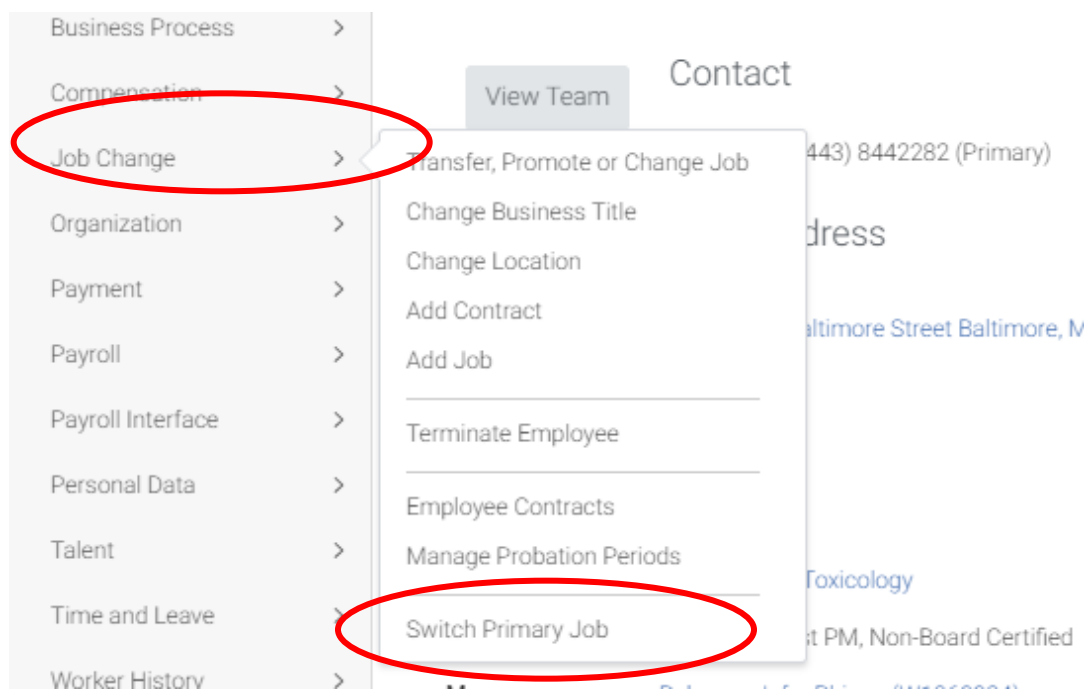 Business Process
Compensation
Job Change
Organization
Payment
Payroll
Payroll Interface
Personal Data
Talent
Time and Leave
Worker History
View Team
Transfer, Promote or Change Job
Change Business Title
Change Location
Add Contract
Add Job
Terminate Employee
Employee Contracts
Manage Probation Periods
Switch Primary Job
Contact
443) 8442282 (Primary)
dress
altimore Street Baltimore, M
Toxicology
st PM, Non-Board Certified